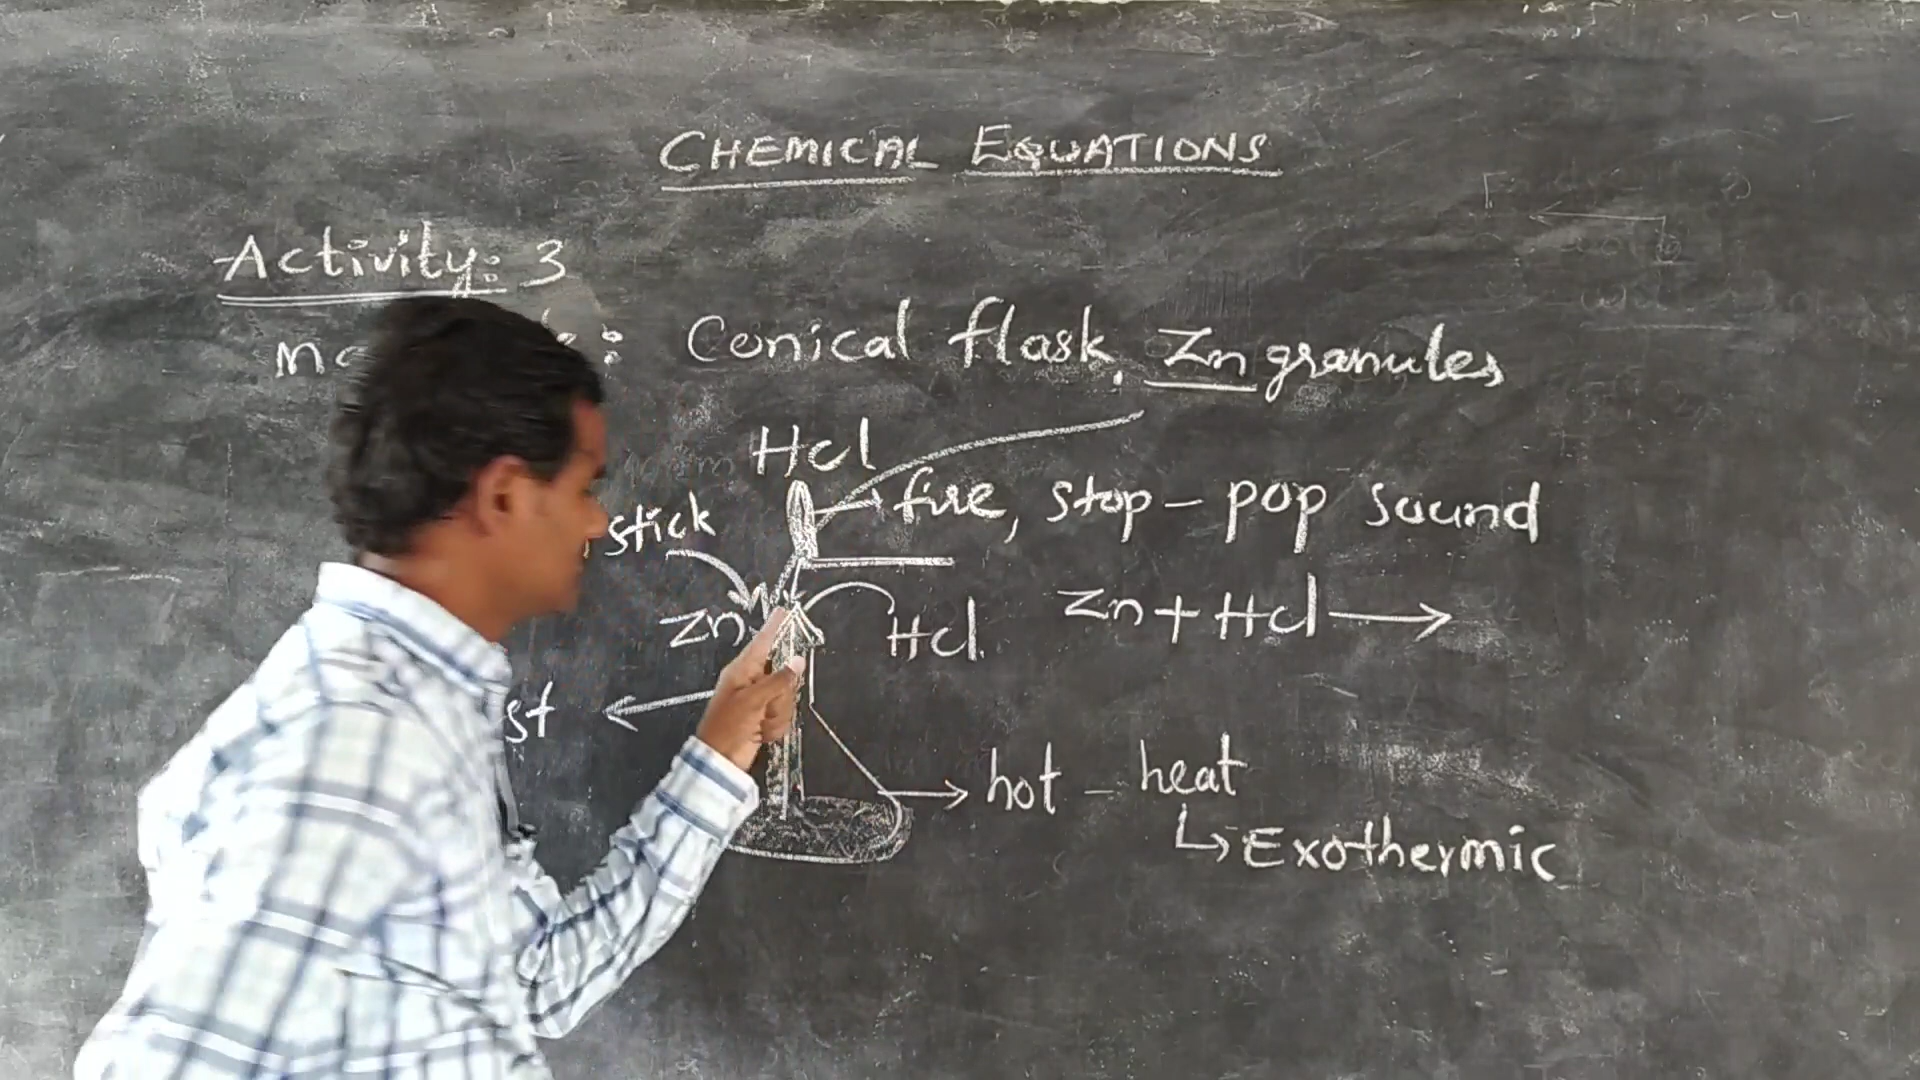 CHEMICAL EQUATIONS
Activity: 3
Conical flask, Zn granules,
Hcl
stick
fire, stop - pop sound
Zn
Hcl
Zn + Hcl →
st
hot - heat
↳ Exothermic